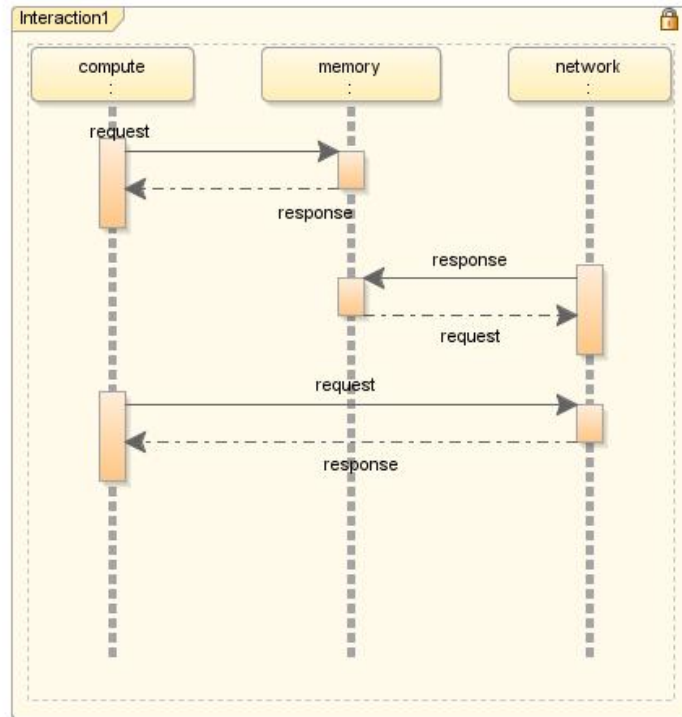 Interaction1
compute
:
memory
:
network
:
request
response
response
request
request
response